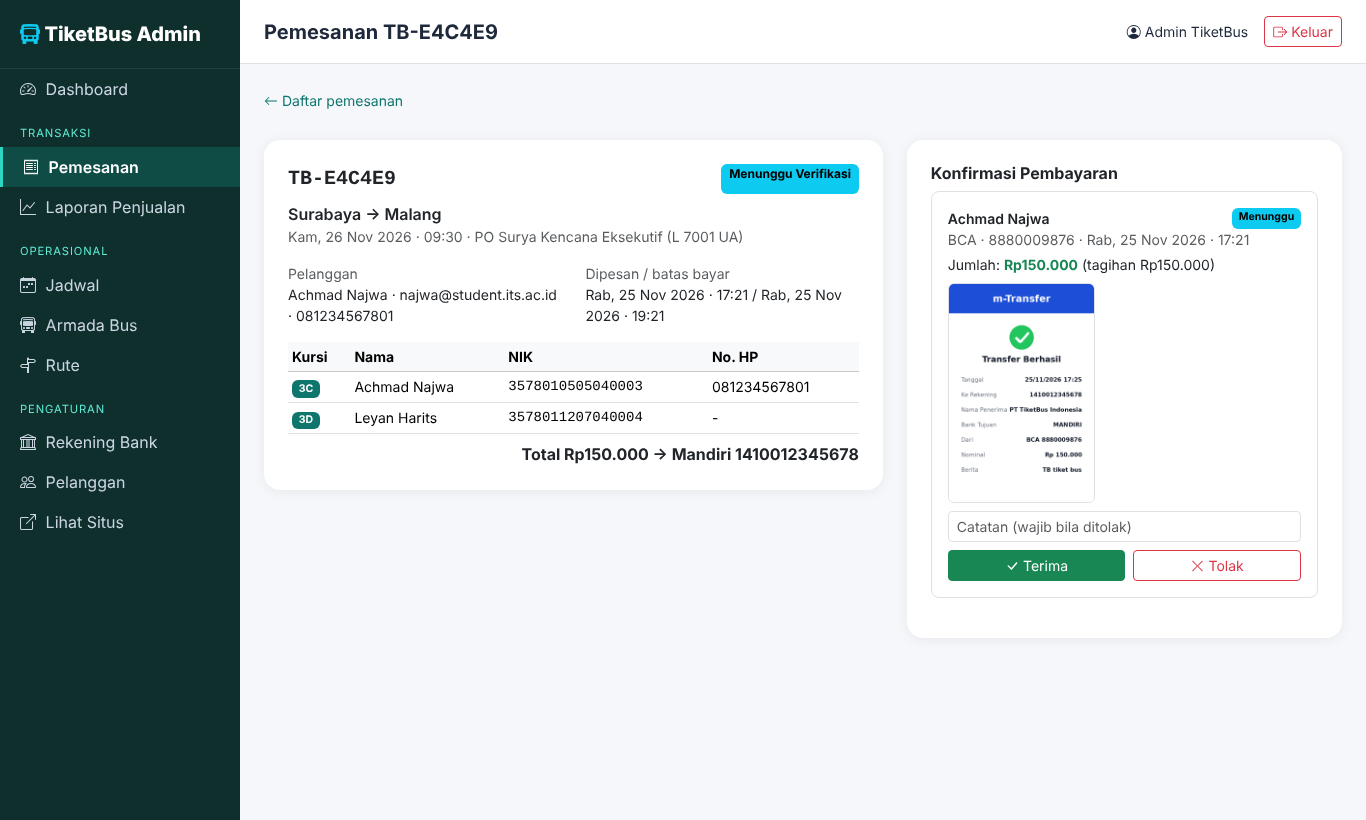 TiketBus Admin
Dashboard
TRANSAKSI
Pemesanan
Laporan Penjualan
OPERASIONAL
Jadwal
Armada Bus
Rute
PENGATURAN
Rekening Bank
Pelanggan
Lihat Situs
Pemesanan TB-E4C4E9
Admin TiketBus
Keluar
← Daftar pemesanan
TB-E4C4E9
Menunggu Verifikasi
Surabaya → Malang
Kam, 26 Nov 2026 · 09:30 · PO Surya Kencana Eksekutif (L 7001 UA)
Pelanggan
Achmad Najwa · najwa@student.its.ac.id
· 081234567801
Dipesan / batas bayar
Rab, 25 Nov 2026 · 17:21 / Rab, 25 Nov
2026 · 19:21
Kursi Nama NIK No. HP
3C Achmad Najwa 3578010505040003 081234567801
3D Leyan Harits 3578011207040004 -
Total Rp150.000 → Mandiri 1410012345678
Konfirmasi Pembayaran
Achmad Najwa Menunggu
BCA · 8880009876 · Rab, 25 Nov 2026 · 17:21
Jumlah: Rp150.000 (tagihan Rp150.000)
m-Transfer
Transfer Berhasil
Tanggal 25/11/2026 17:25
Ke Rekening 1410012345678
Nama Penerima PT TiketBus Indonesia
Bank Tujuan MANDIRI
Dari BCA 8880009876
Nominal Rp 150.000
Berita TB tiket bus
Catatan (wajib bila ditolak)
Terima
Tolak